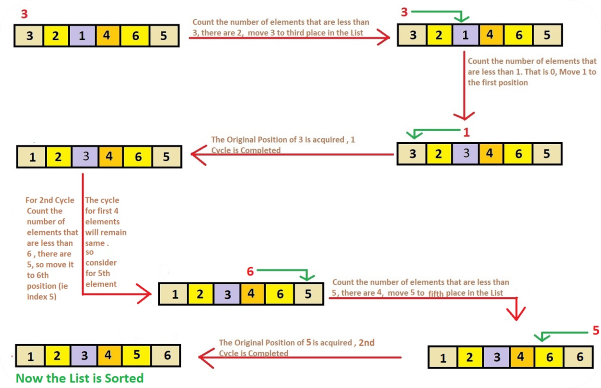 3
3 2 1 4 6 5
Count the number of elements that are less than
3, there are 2, move 3 to third place in the List
3
3 2 1 4 6 5
Count the number of elements that
are less than 1. That is 0, Move 1 to
the first position
1
3 2 3 4 6 5
The Original Position of 3 is acquired , 1
Cycle is Completed
1 2 3 4 6 5
For 2nd Cycle
Count the
number of
elements that
are less than
6 , there are
5, so move it
to 6th
position (ie
index 5)
The cycle
for first 4
elements
will remain
same .
so
consider
for 5th
element
6
1 2 3 4 6 5
Count the number of elements that are less than
5, there are 4, move 5 to fifth place in the List
5
1 2 3 4 6 6
The Original Position of 5 is acquired , 2nd
Cycle is Completed
1 2 3 4 5 6
Now the List is Sorted